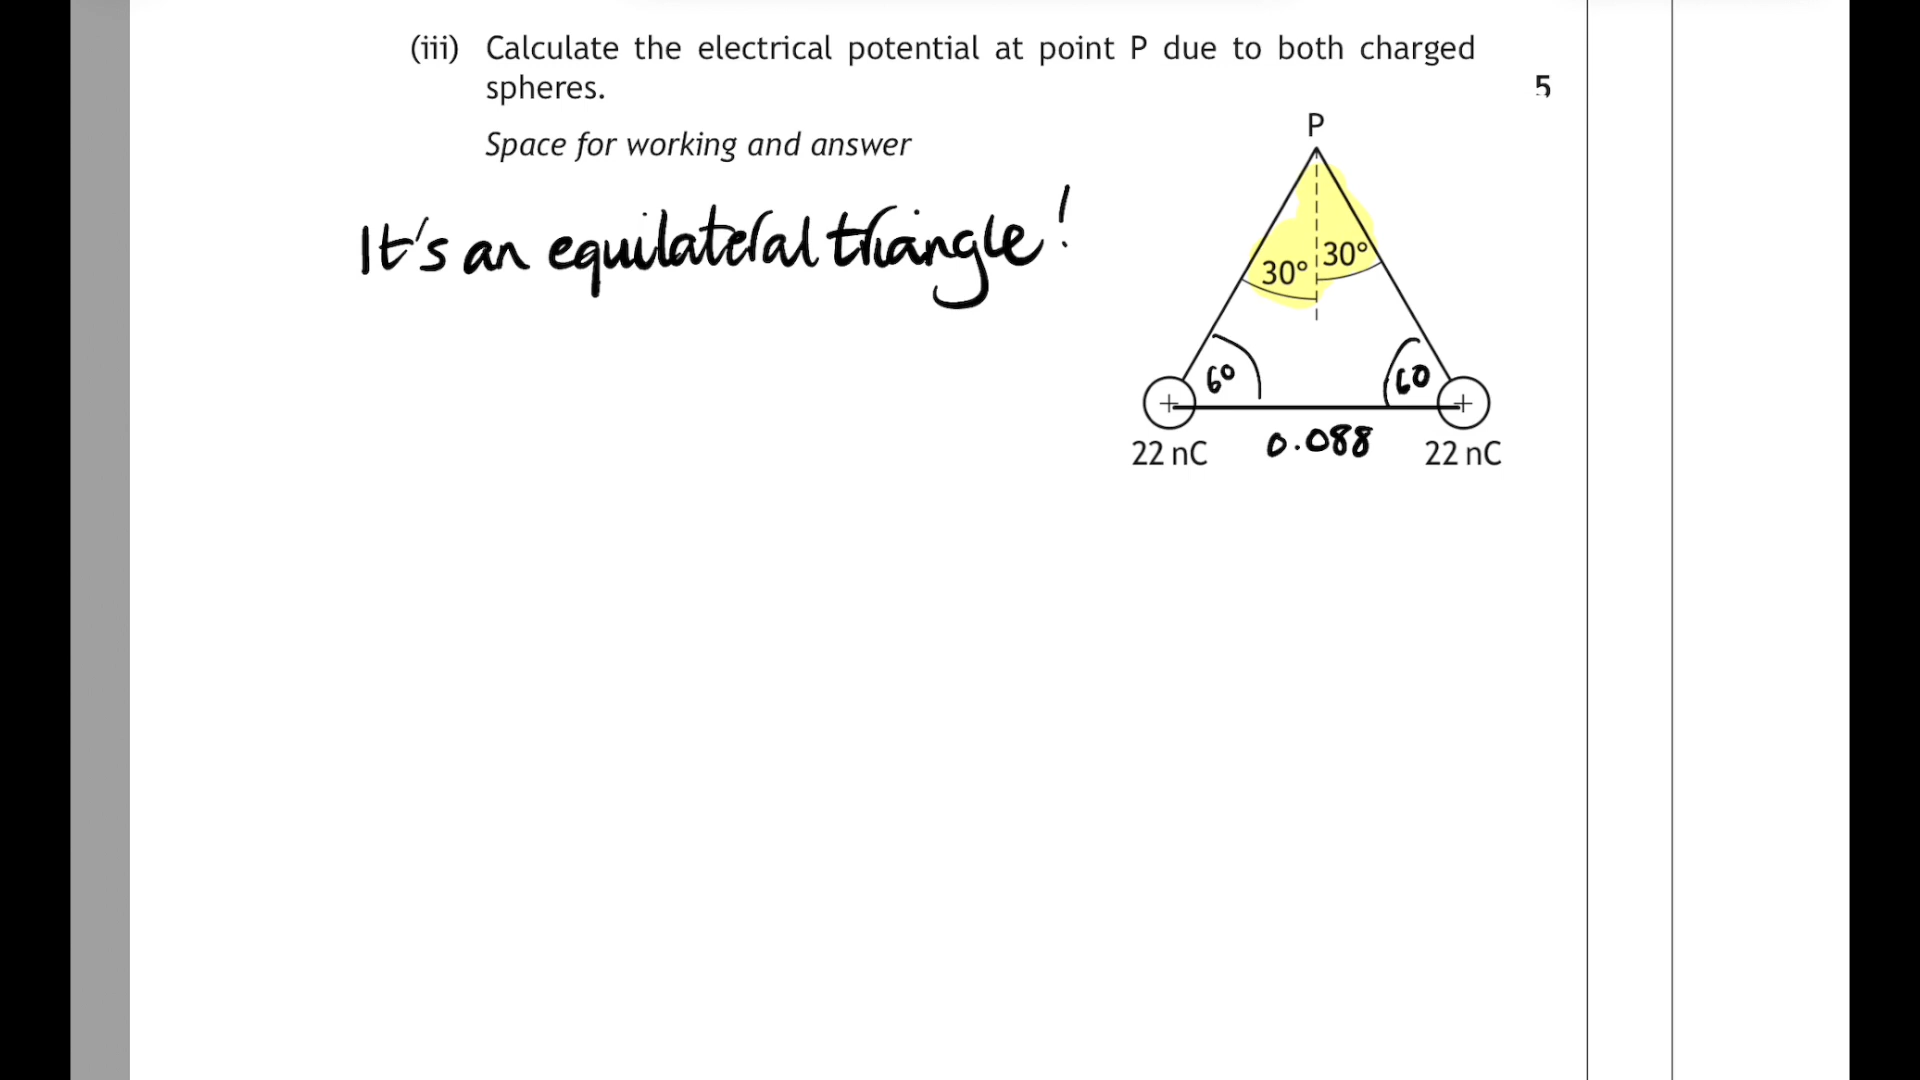 (iii) Calculate the electrical potential at point P due to both charged
spheres.
5
Space for working and answer
P
It's an equilateral triangle!
30° 30°
60 60
+ +
22 nC 0.088 22 nC